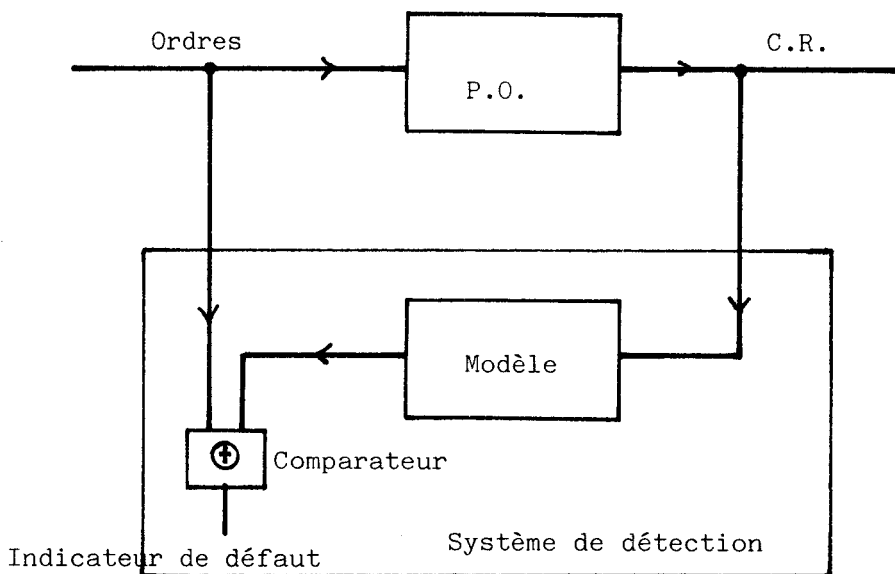 Ordres
C.R.
P.O.
Modèle
Comparateur
Système de détection
Indicateur de défaut